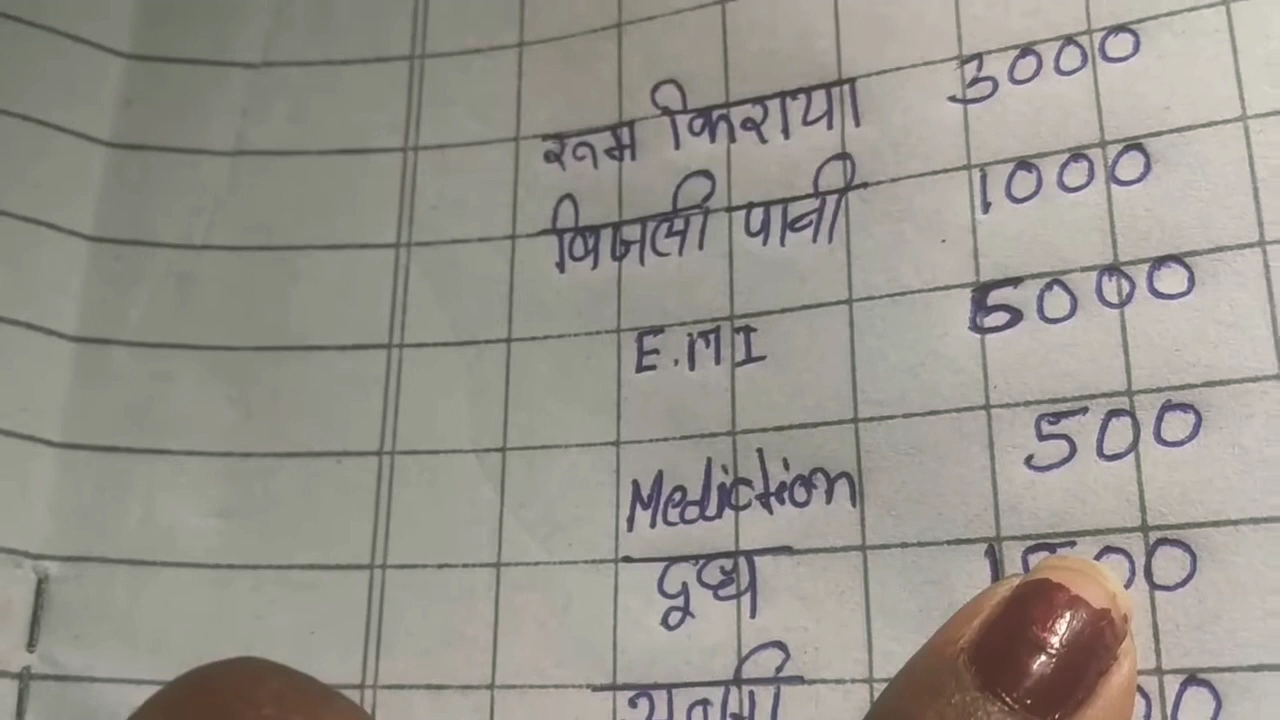 रूम किराया 3000
बिजली पानी 1000
E.MI 5000
Mediction 500
दूध